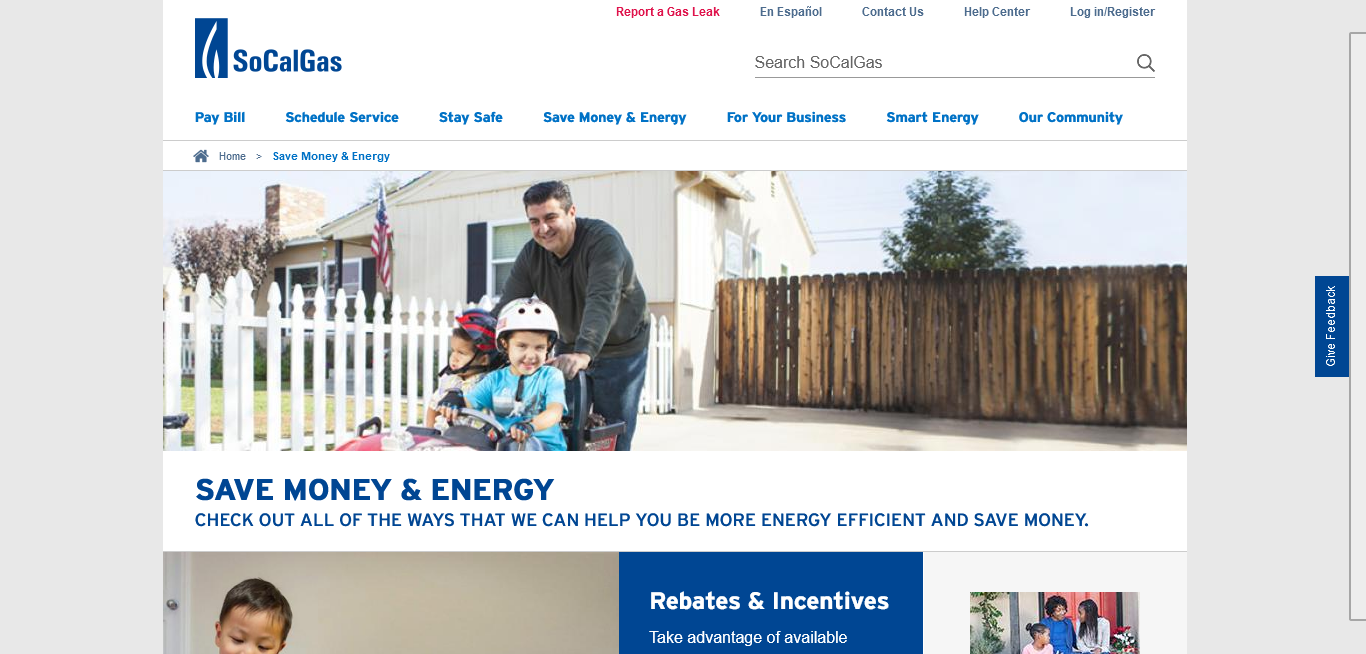 Report a Gas Leak En Español Contact Us Help Center Log in/Register
SoCalGas
Search SoCalGas
Pay Bill Schedule Service Stay Safe Save Money & Energy For Your Business Smart Energy Our Community
Home > Save Money & Energy
Give Feedback
SAVE MONEY & ENERGY
CHECK OUT ALL OF THE WAYS THAT WE CAN HELP YOU BE MORE ENERGY EFFICIENT AND SAVE MONEY.
Rebates & Incentives
Take advantage of available